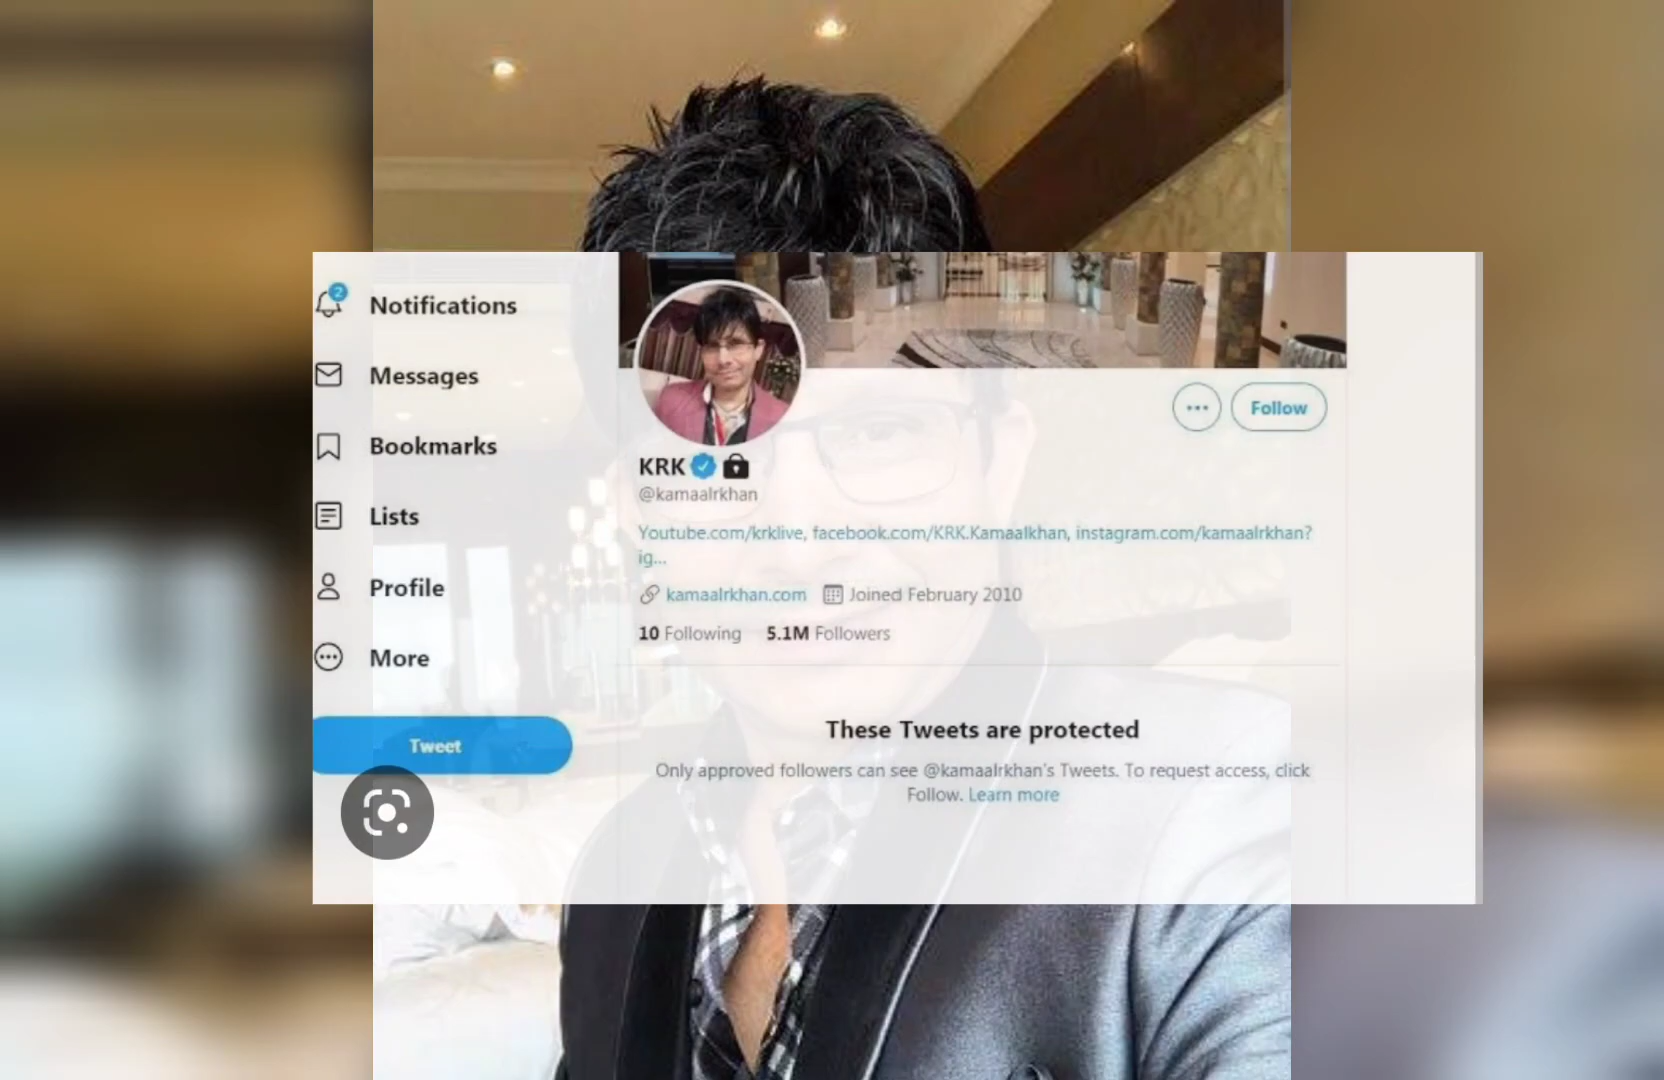 2
Notifications
Messages
Bookmarks
Lists
Profile
More
Tweet
Follow
KRK
@kamaalrkhan
Youtube.com/krklive, facebook.com/KRK.Kamaalkhan, instagram.com/kamaalrkhan?
ig...
kamaalrkhan.com Joined February 2010
10 Following 5.1M Followers
These Tweets are protected
Only approved followers can see @kamaalrkhan's Tweets. To request access, click
Follow. Learn more